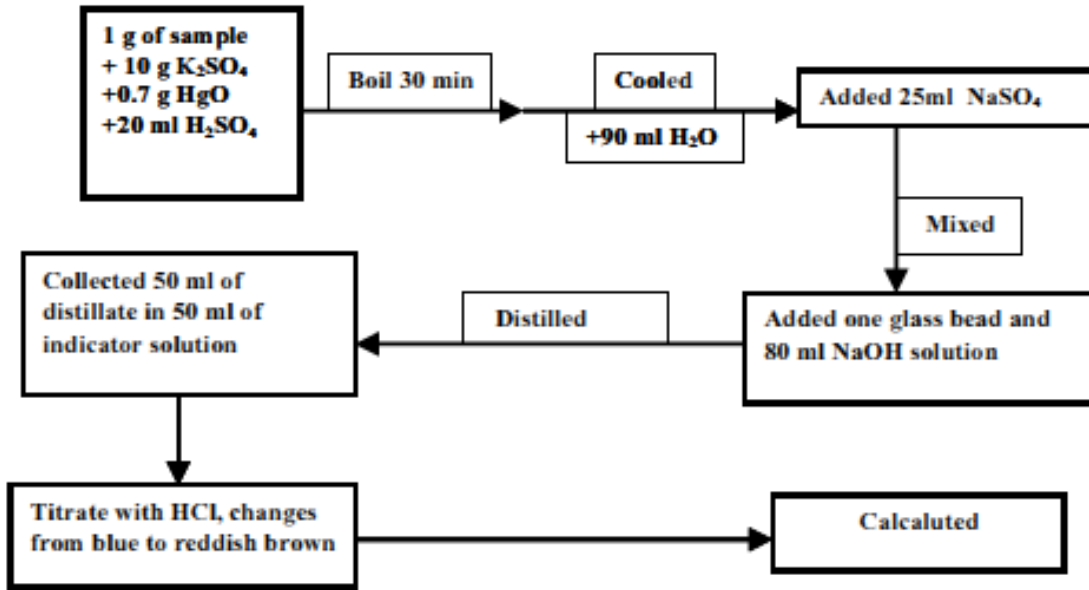 1 g of sample
+ 10 g K₂SO₄
+0.7 g HgO
+20 ml H₂SO₄
Boil 30 min
Cooled
+90 ml H₂O
Added 25ml NaSO₄
Mixed
Added one glass bead and
80 ml NaOH solution
Distilled
Collected 50 ml of
distillate in 50 ml of
indicator solution
Titrate with HCl, changes
from blue to reddish brown
Calcaluted